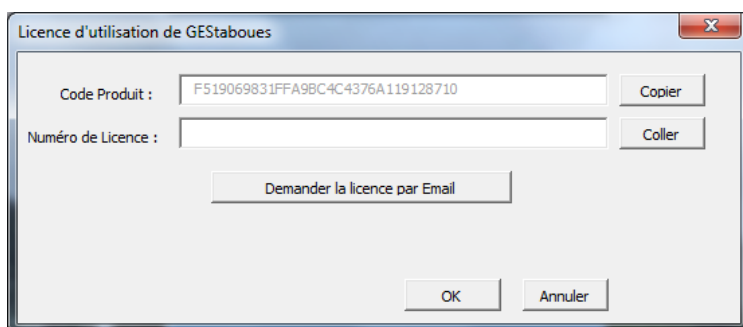 Licence d'utilisation de GEStaboues
Code Produit : F519069831FFA9BC4C4376A119128710 Copier
Numéro de Licence : Coller
Demander la licence par Email
OK Annuler